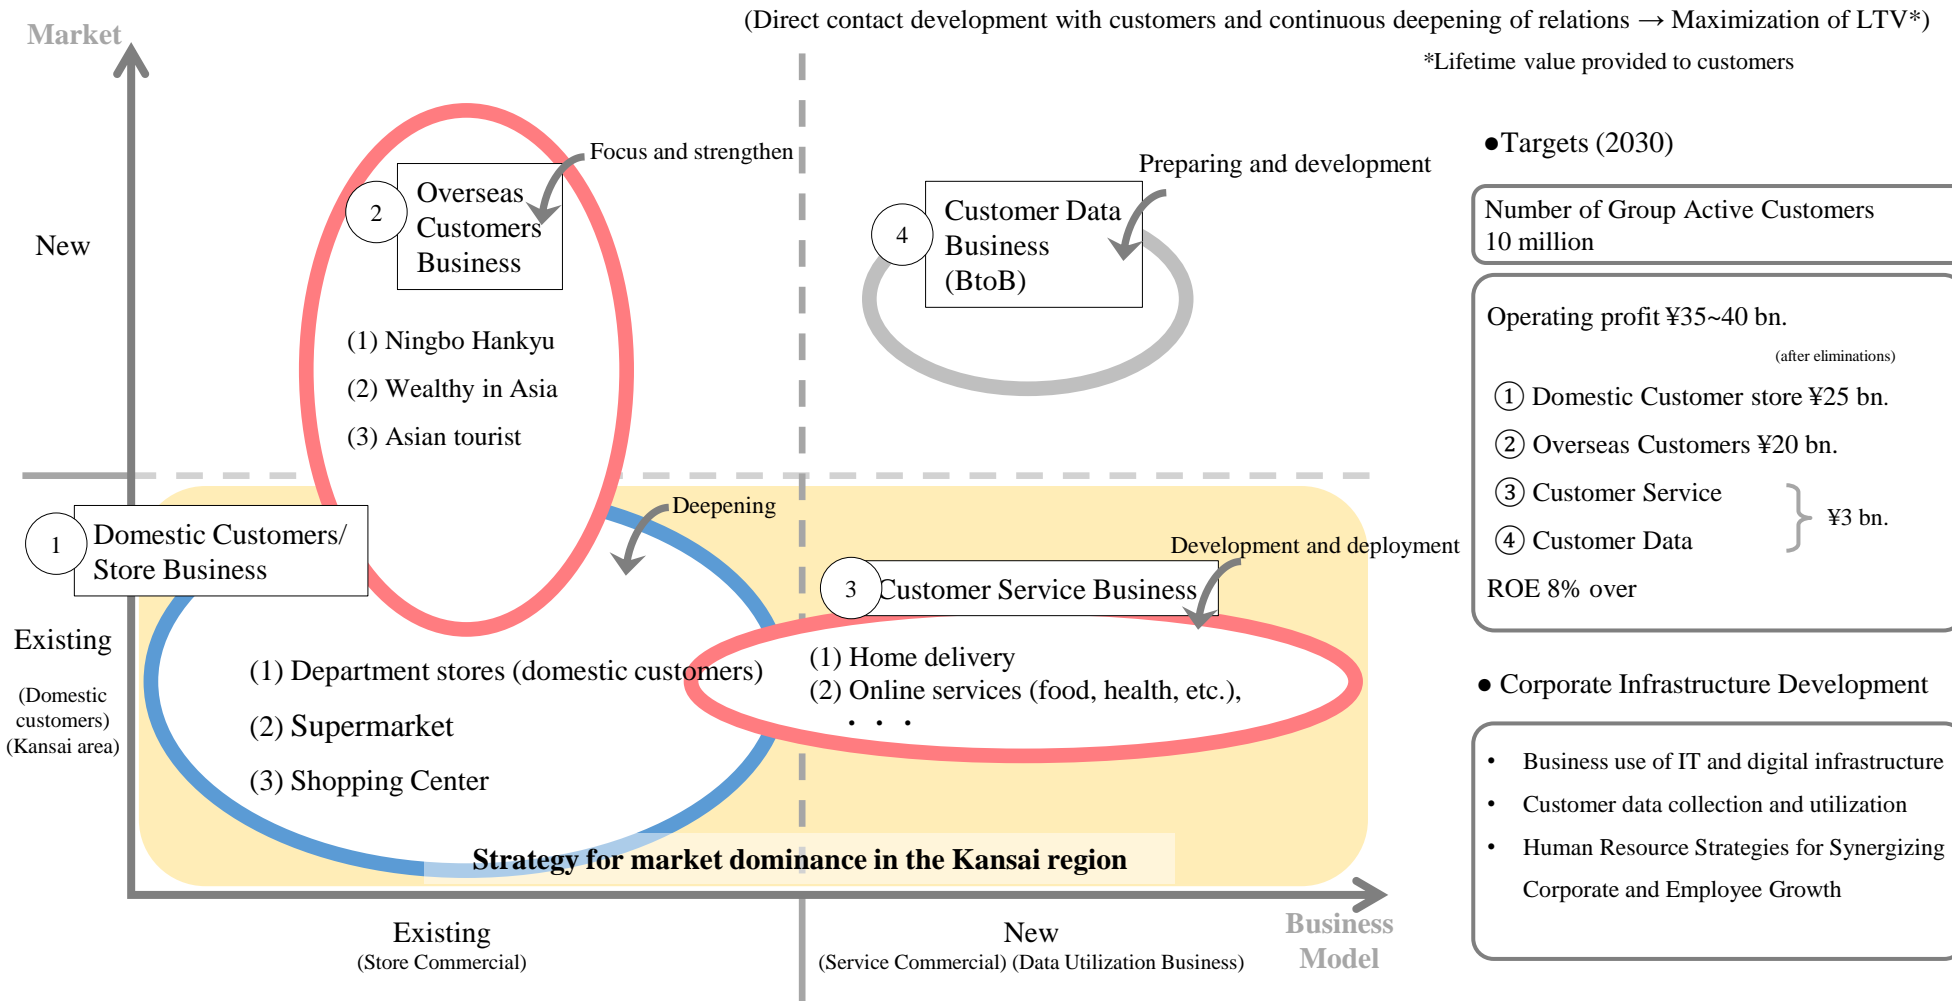 (Direct contact development with customers and continuous deepening of relations → Maximization of LTV*)
*Lifetime value provided to customers
Market
New
Existing
(Domestic
customers)
(Kansai area)
Focus and strengthen
2
Overseas
Customers
Business
(1) Ningbo Hankyu
(2) Wealthy in Asia
(3) Asian tourist
Preparing and development
4
Customer Data
Business
(BtoB)
Deepening
1
Domestic Customers/
Store Business
(1) Department stores (domestic customers)
(2) Supermarket
(3) Shopping Center
Development and deployment
3
Customer Service Business
(1) Home delivery
(2) Online services (food, health, etc.),
・・・
Strategy for market dominance in the Kansai region
Existing
(Store Commercial)
New
(Service Commercial) (Data Utilization Business)
Business
Model
●Targets (2030)
Number of Group Active Customers
10 million
Operating profit ¥35~40 bn.
(after eliminations)
① Domestic Customer store ¥25 bn.
② Overseas Customers ¥20 bn.
③ Customer Service
④ Customer Data
¥3 bn.
ROE 8% over
● Corporate Infrastructure Development
• Business use of IT and digital infrastructure
• Customer data collection and utilization
• Human Resource Strategies for Synergizing
Corporate and Employee Growth